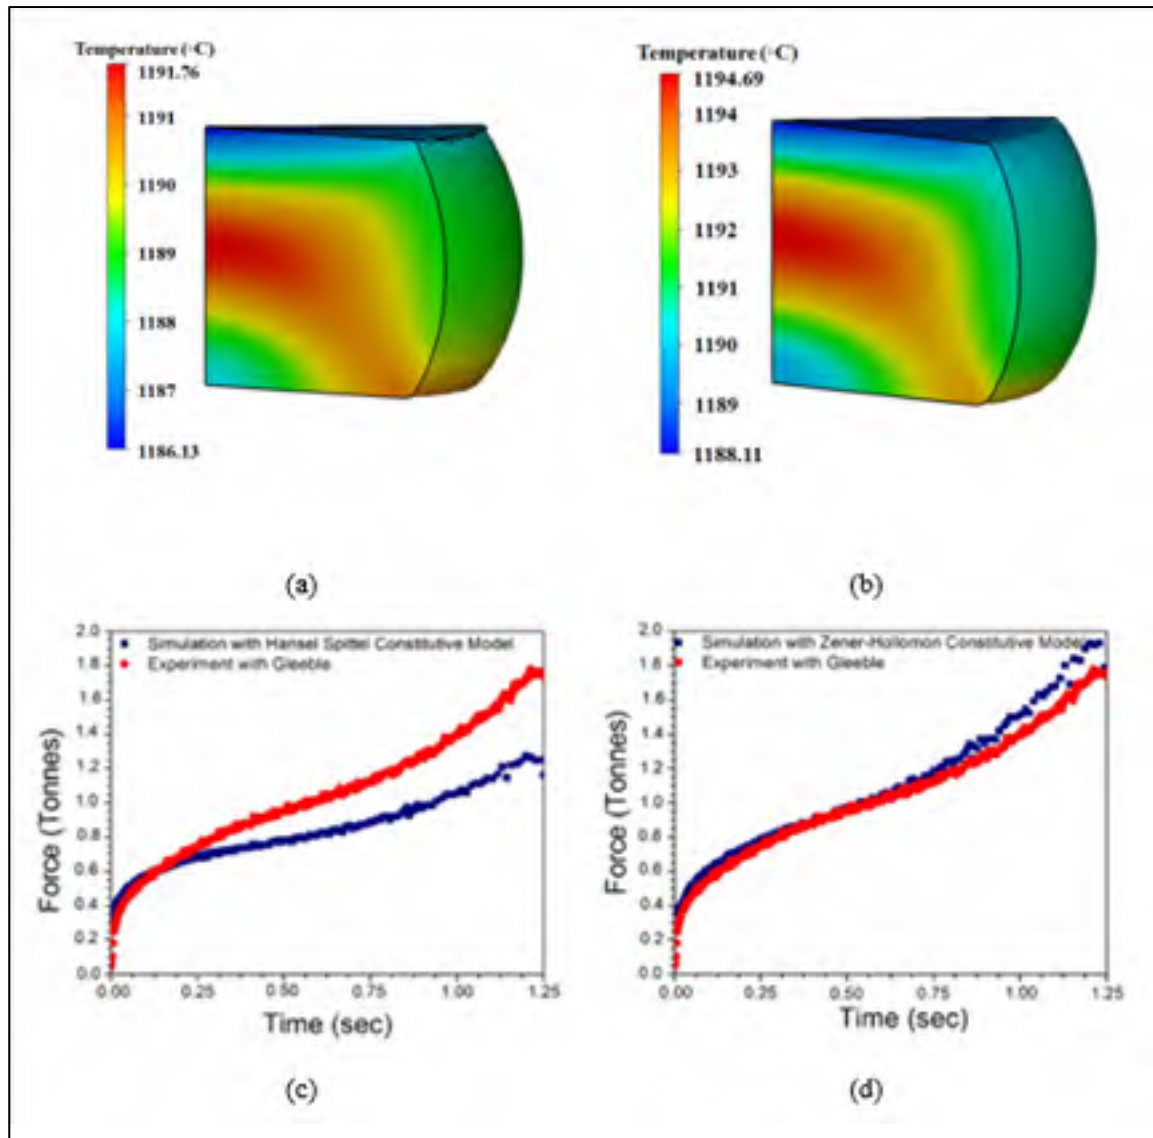 Temperature (◦C)
1191.76
1191
1190
1189
1188
1187
1186.13
Temperature (◦C)
1194.69
1194
1193
1192
1191
1190
1189
1188.11
(a)
(b)
Simulation with Hansel Spittel Constitutive Model
Experiment with Gleeble
Force (Tonnes)
2.0
1.8
1.6
1.4
1.2
1.0
0.8
0.6
0.4
0.2
0.0
0.00 0.25 0.50 0.75 1.00 1.25
Time (sec)
Simulation with Zener-Hollomon Constitutive Model
Experiment with Gleeble
Force (Tonnes)
2.0
1.8
1.6
1.4
1.2
1.0
0.8
0.6
0.4
0.2
0.0
0.00 0.25 0.50 0.75 1.00 1.25
Time (sec)
(c)
(d)